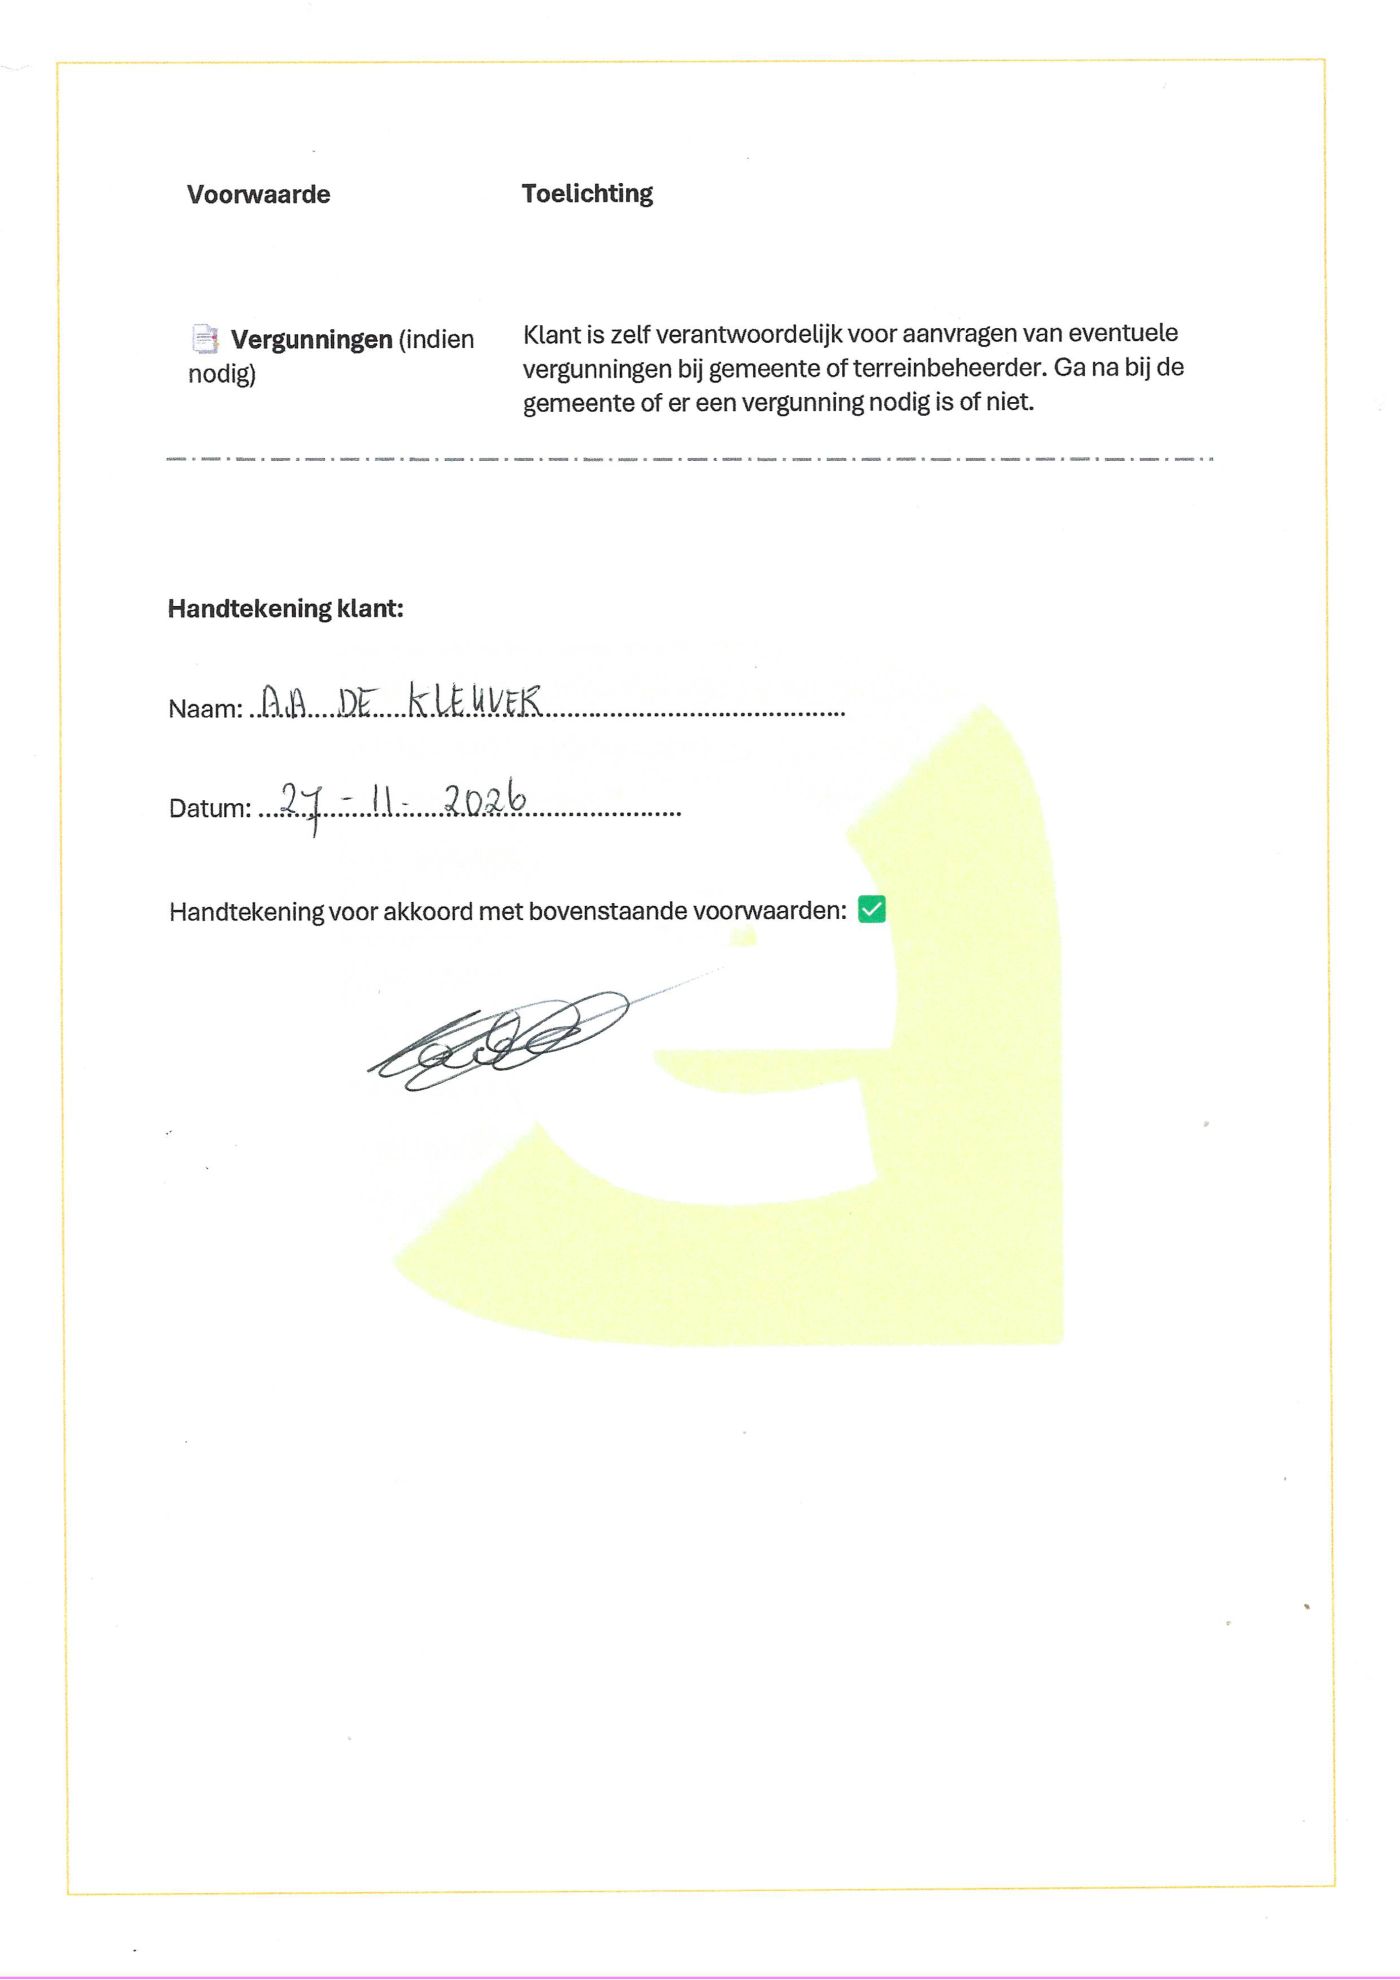 Voorwaarde Toelichting
Vergunningen (indien nodig)
Klant is zelf verantwoordelijk voor aanvragen van eventuele
vergunningen bij gemeente of terreinbeheerder. Ga na bij de
gemeente of er een vergunning nodig is of niet.
Handtekening klant:
Naam: A.A DE KLEUVER
Datum: 27-11-2026
Handtekening voor akkoord met bovenstaande voorwaarden: